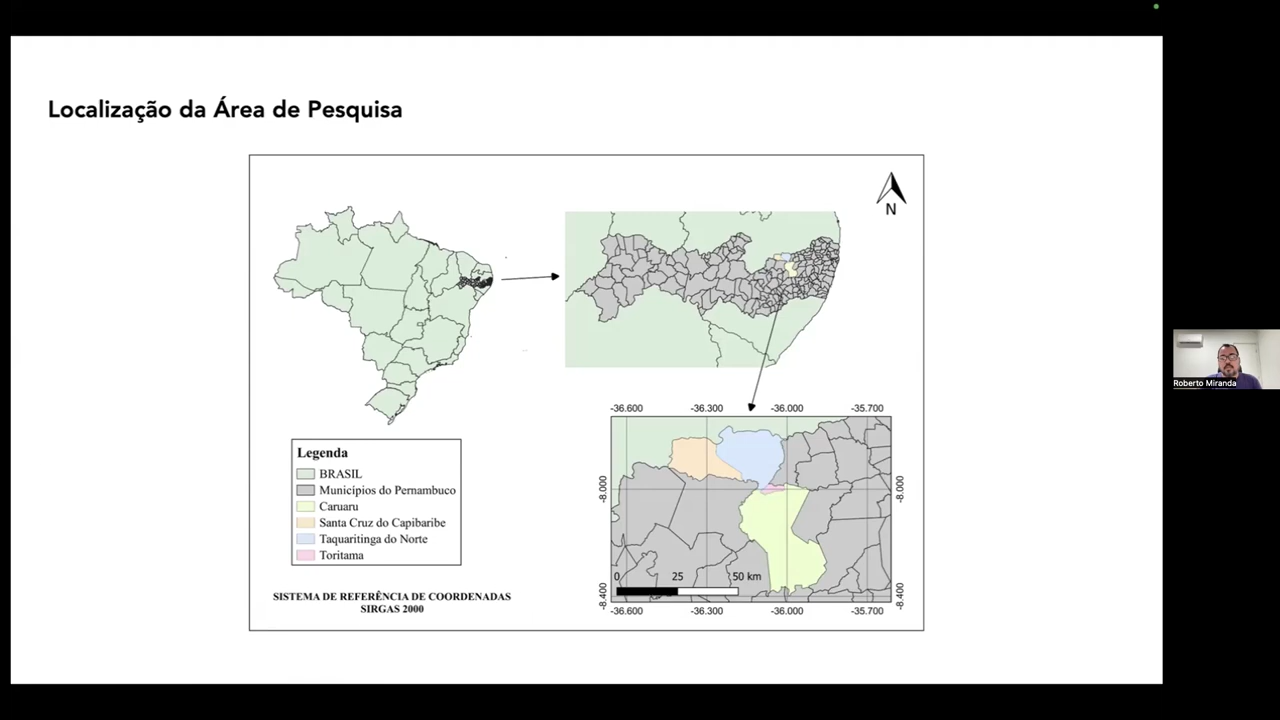 Localização da Área de Pesquisa
N
-36.600 -36.300 -36.000 -35.700
-8.000 -8.000
-8.400 -8.400
0 25 50 km
-36.600 -36.300 -36.000 -35.700
Legenda
BRASIL
Municípios do Pernambuco
Caruaru
Santa Cruz do Capibaribe
Taquaritinga do Norte
Toritama
SISTEMA DE REFERÊNCIA DE COORDENADAS
SIRGAS 2000
Roberto Miranda